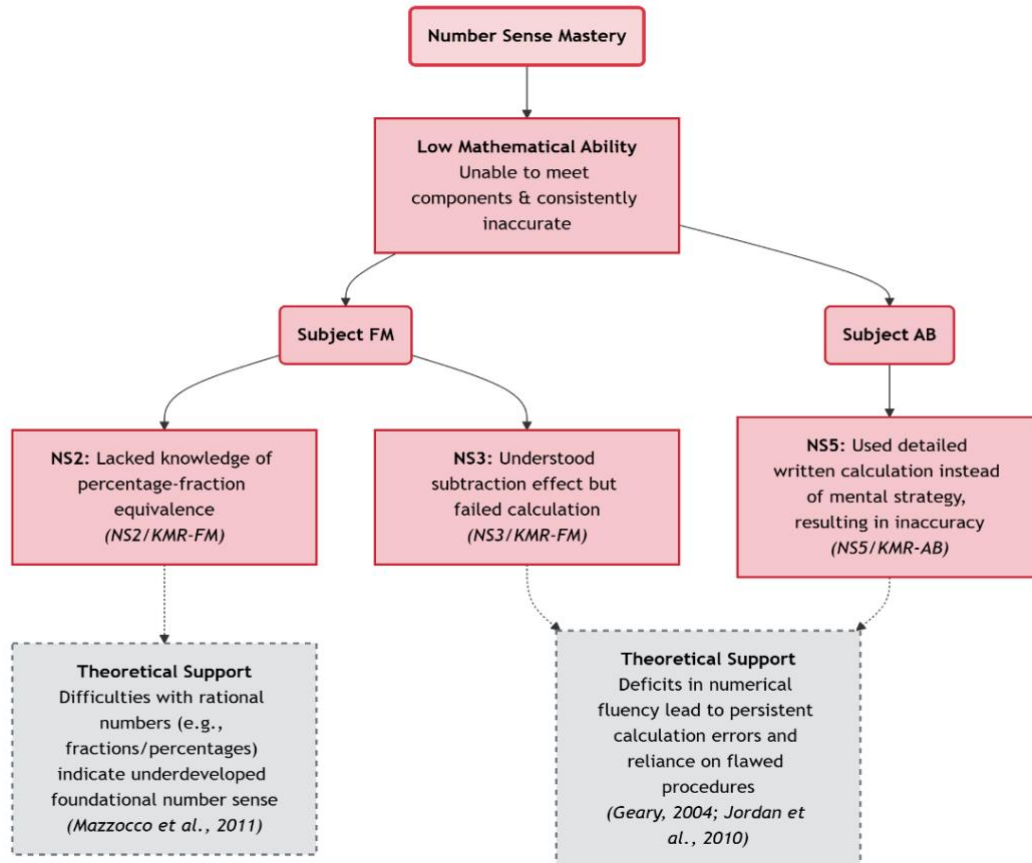 Number Sense Mastery
Low Mathematical Ability
Unable to meet
components & consistently
inaccurate
Subject FM
Subject AB
NS2: Lacked knowledge of
percentage-fraction
equivalence
(NS2/KMR-FM)
NS3: Understood
subtraction effect but
failed calculation
(NS3/KMR-FM)
NS5: Used detailed
written calculation instead
of mental strategy,
resulting in inaccuracy
(NS5/KMR-AB)
Theoretical Support
Difficulties with rational
numbers (e.g.,
fractions/percentages)
indicate underdeveloped
foundational number sense
(Mazzocco et al., 2011)
Theoretical Support
Deficits in numerical
fluency lead to persistent
calculation errors and
reliance on flawed
procedures
(Geary, 2004; Jordan et
al., 2010)